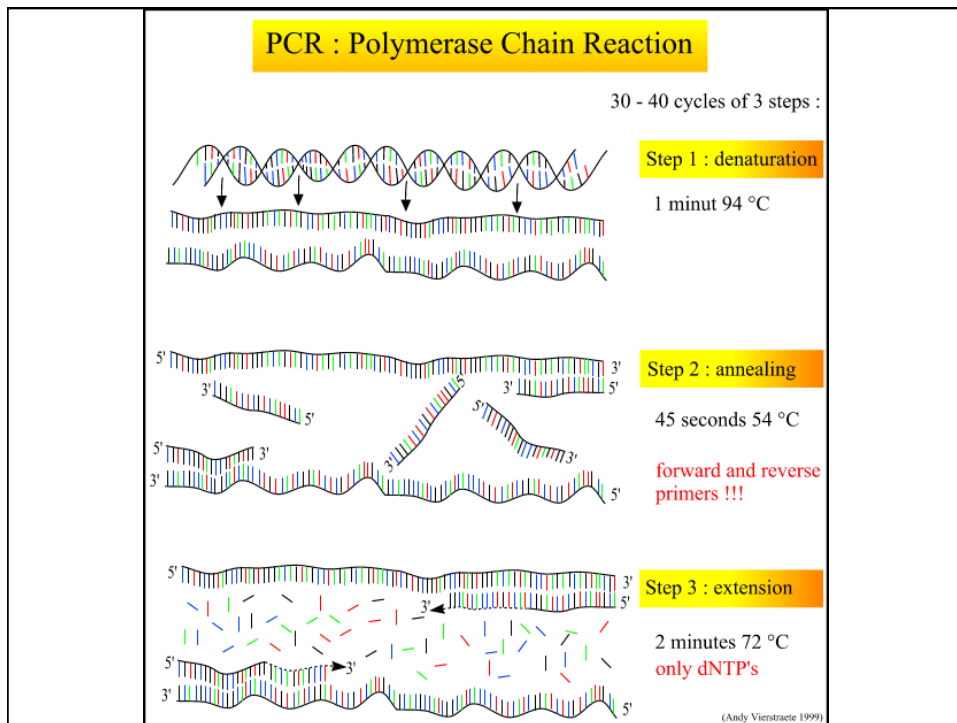 PCR : Polymerase Chain Reaction
30 - 40 cycles of 3 steps :
Step 1 : denaturation
1 minut 94 °C
5'
3'
Step 2 : annealing
3'
5'
3'
5'
45 seconds 54 °C
5'
5'
3'
3'
3'
3'
5'
forward and reverse
primers !!!
5'
3'
Step 3 : extension
3'
5'
2 minutes 72 °C
only dNTP's
5'
3'
3'
5'
(Andy Vierstraete 1999)